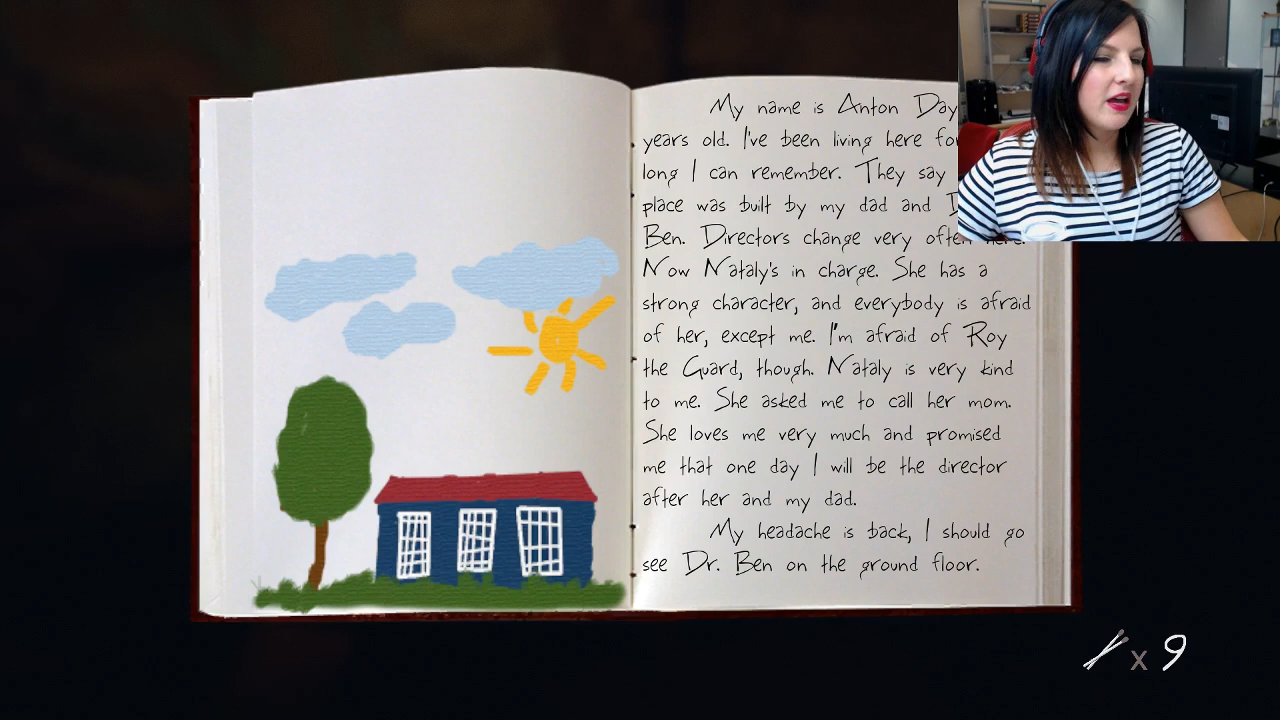 My name is Anton Day
years old. I've been living here for
long I can remember. They say
place was built by my dad and
Ben. Directors change very often here.
Now Nataly's in charge. She has a
strong character, and everybody is afraid
of her, except me. I'm afraid of Roy
the Guard, though. Nataly is very kind
to me. She asked me to call her mom.
She loves me very much and promised
me that one day I will be the director
after her and my dad.
My headache is back, I should go
see Dr. Ben on the ground floor.
x 9